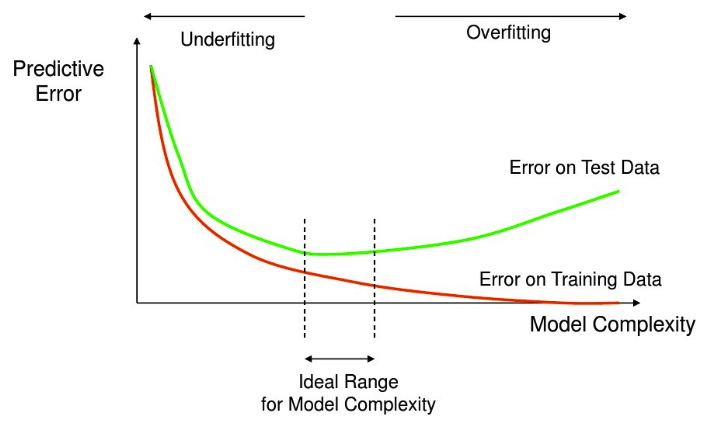 Underfitting
Overfitting
Predictive
Error
Error on Test Data
Error on Training Data
Model Complexity
Ideal Range
for Model Complexity